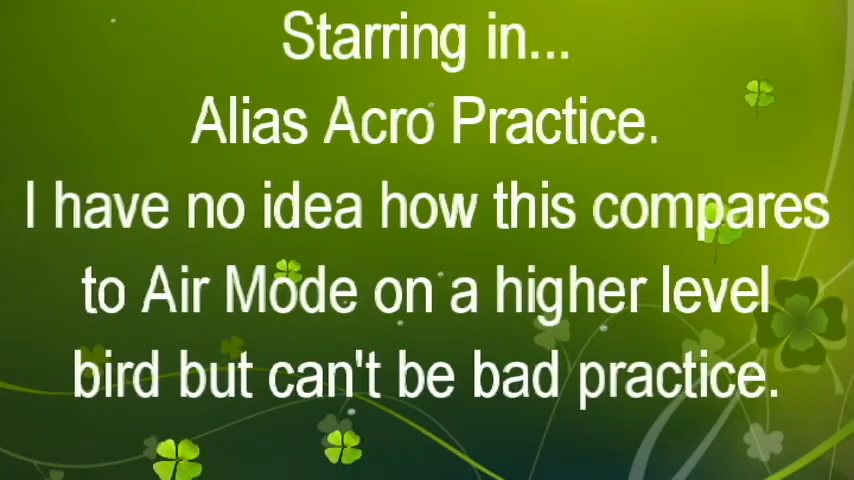 Starring in...
Alias Acro Practice.
I have no idea how this compares
to Air Mode on a higher level
bird but can't be bad practice.